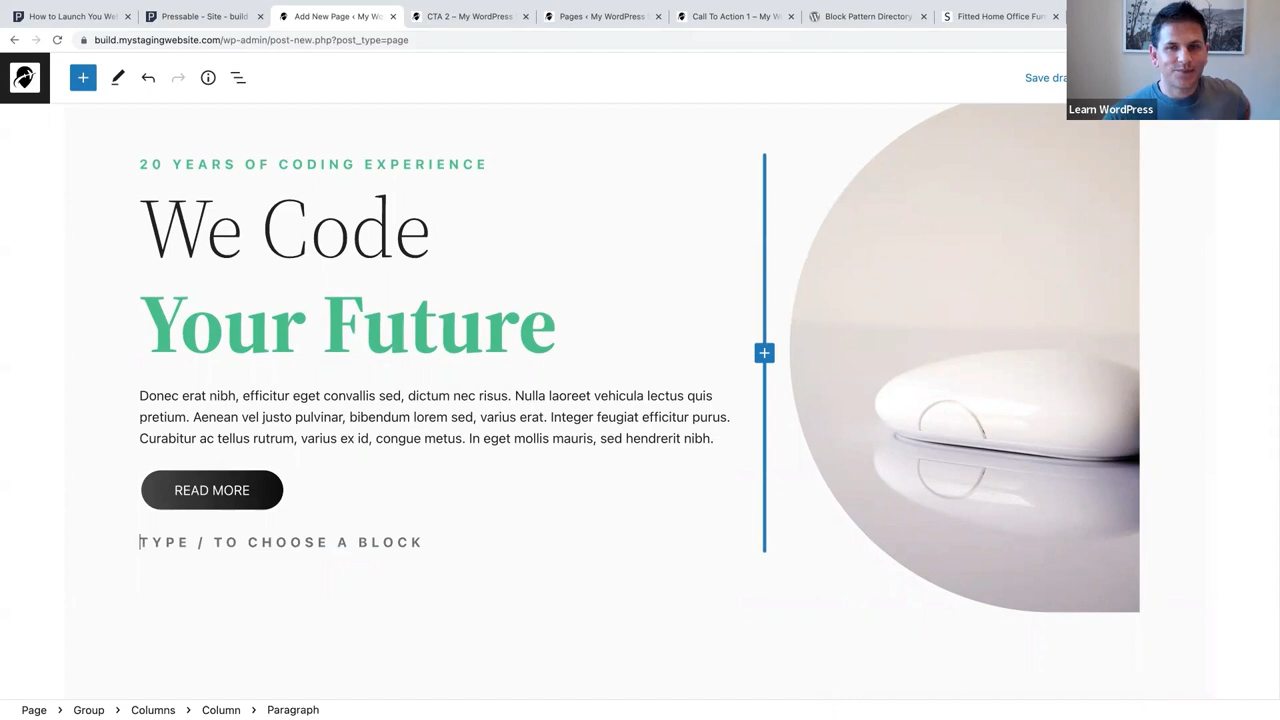 How to Launch You We
Pressable - Site - build
Add New Page ‹ My Wo
CTA 2 – My WordPress
Pages ‹ My WordPress
Call To Action 1 – My W
Block Pattern Directory
Fitted Home Office Fur
build.mystagingwebsite.com/wp-admin/post-new.php?post_type=page
Save dra
Learn WordPress
20 YEARS OF CODING EXPERIENCE
We Code
Your Future
Donec erat nibh, efficitur eget convallis sed, dictum nec risus. Nulla laoreet vehicula lectus quis
pretium. Aenean vel justo pulvinar, bibendum lorem sed, varius erat. Integer feugiat efficitur purus.
Curabitur ac tellus rutrum, varius ex id, congue metus. In eget mollis mauris, sed hendrerit nibh.
READ MORE
TYPE / TO CHOOSE A BLOCK
Page > Group > Columns > Column > Paragraph